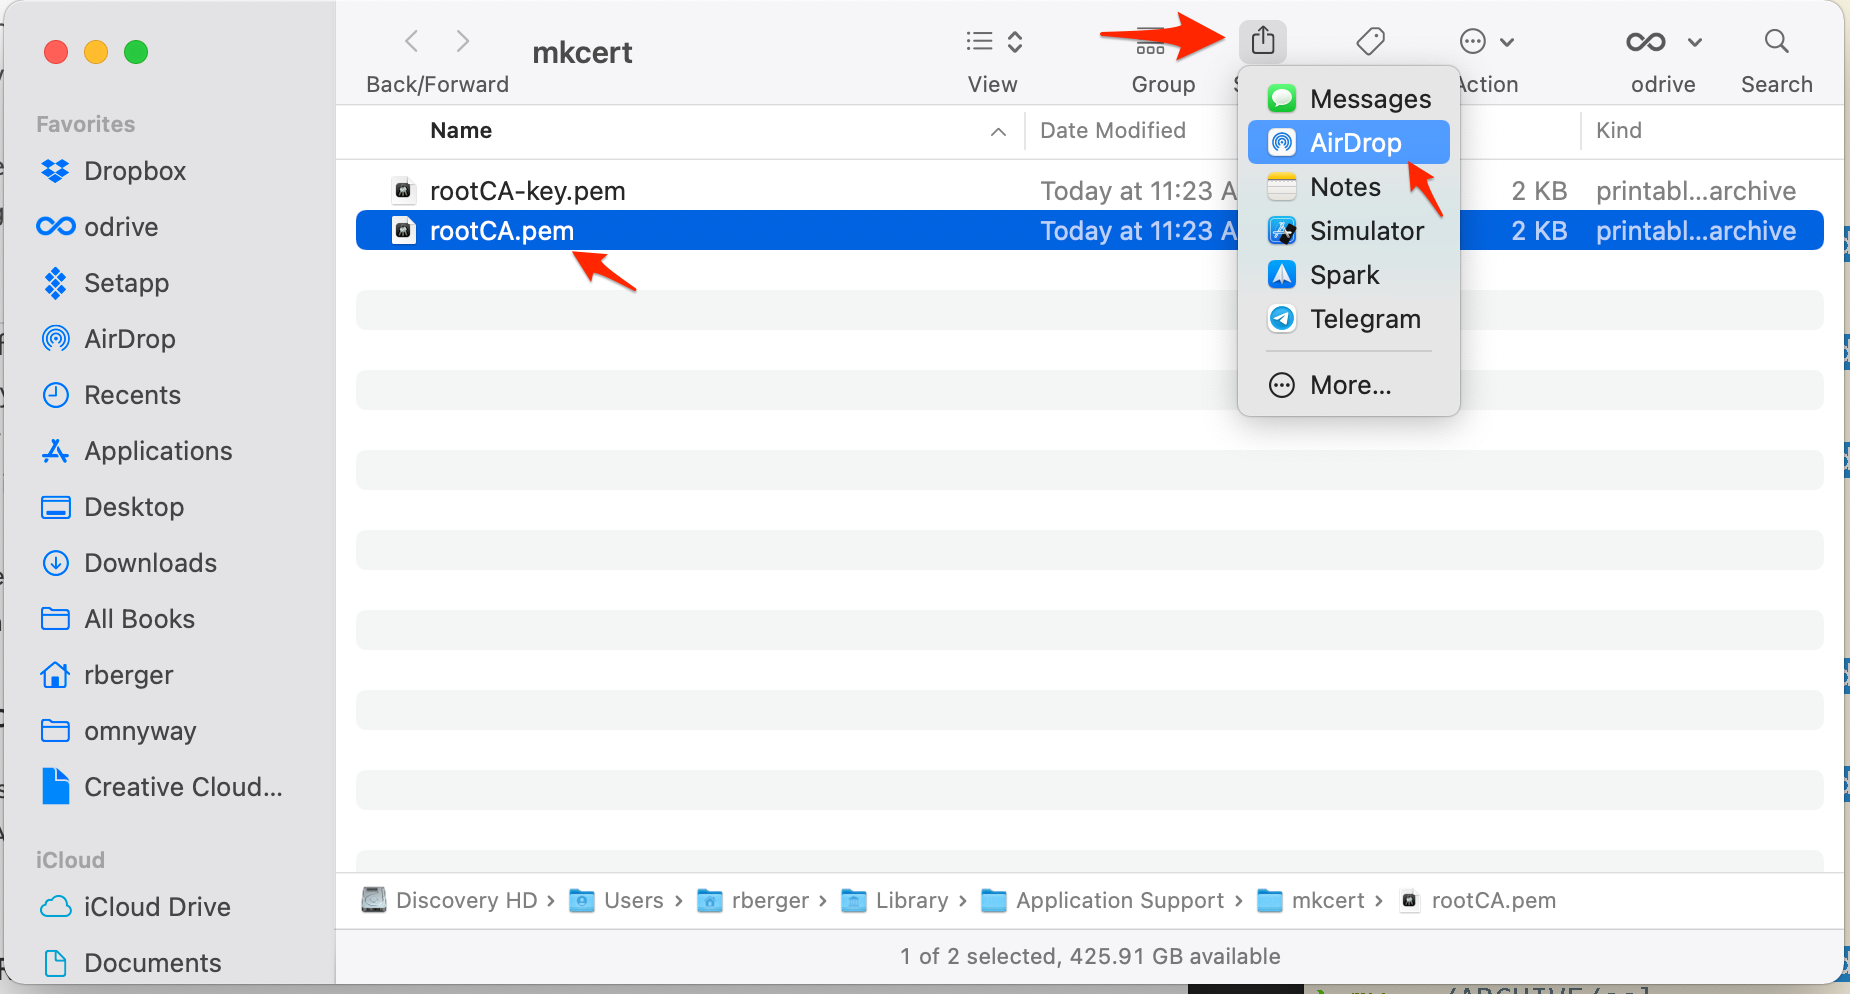 mkcert
Back/Forward
View
Group
Action
odrive
Search
Favorites
Dropbox
odrive
Setapp
AirDrop
Recents
Applications
Desktop
Downloads
All Books
rberger
omnyway
Creative Cloud...
iCloud
iCloud Drive
Documents
Name Date Modified Kind
rootCA-key.pem Today at 11:23 A 2 KB printabl...archive
rootCA.pem Today at 11:23 A 2 KB printabl...archive
Messages
AirDrop
Notes
Simulator
Spark
Telegram
More...
Discovery HD › Users › rberger › Library › Application Support › mkcert › rootCA.pem
1 of 2 selected, 425.91 GB available